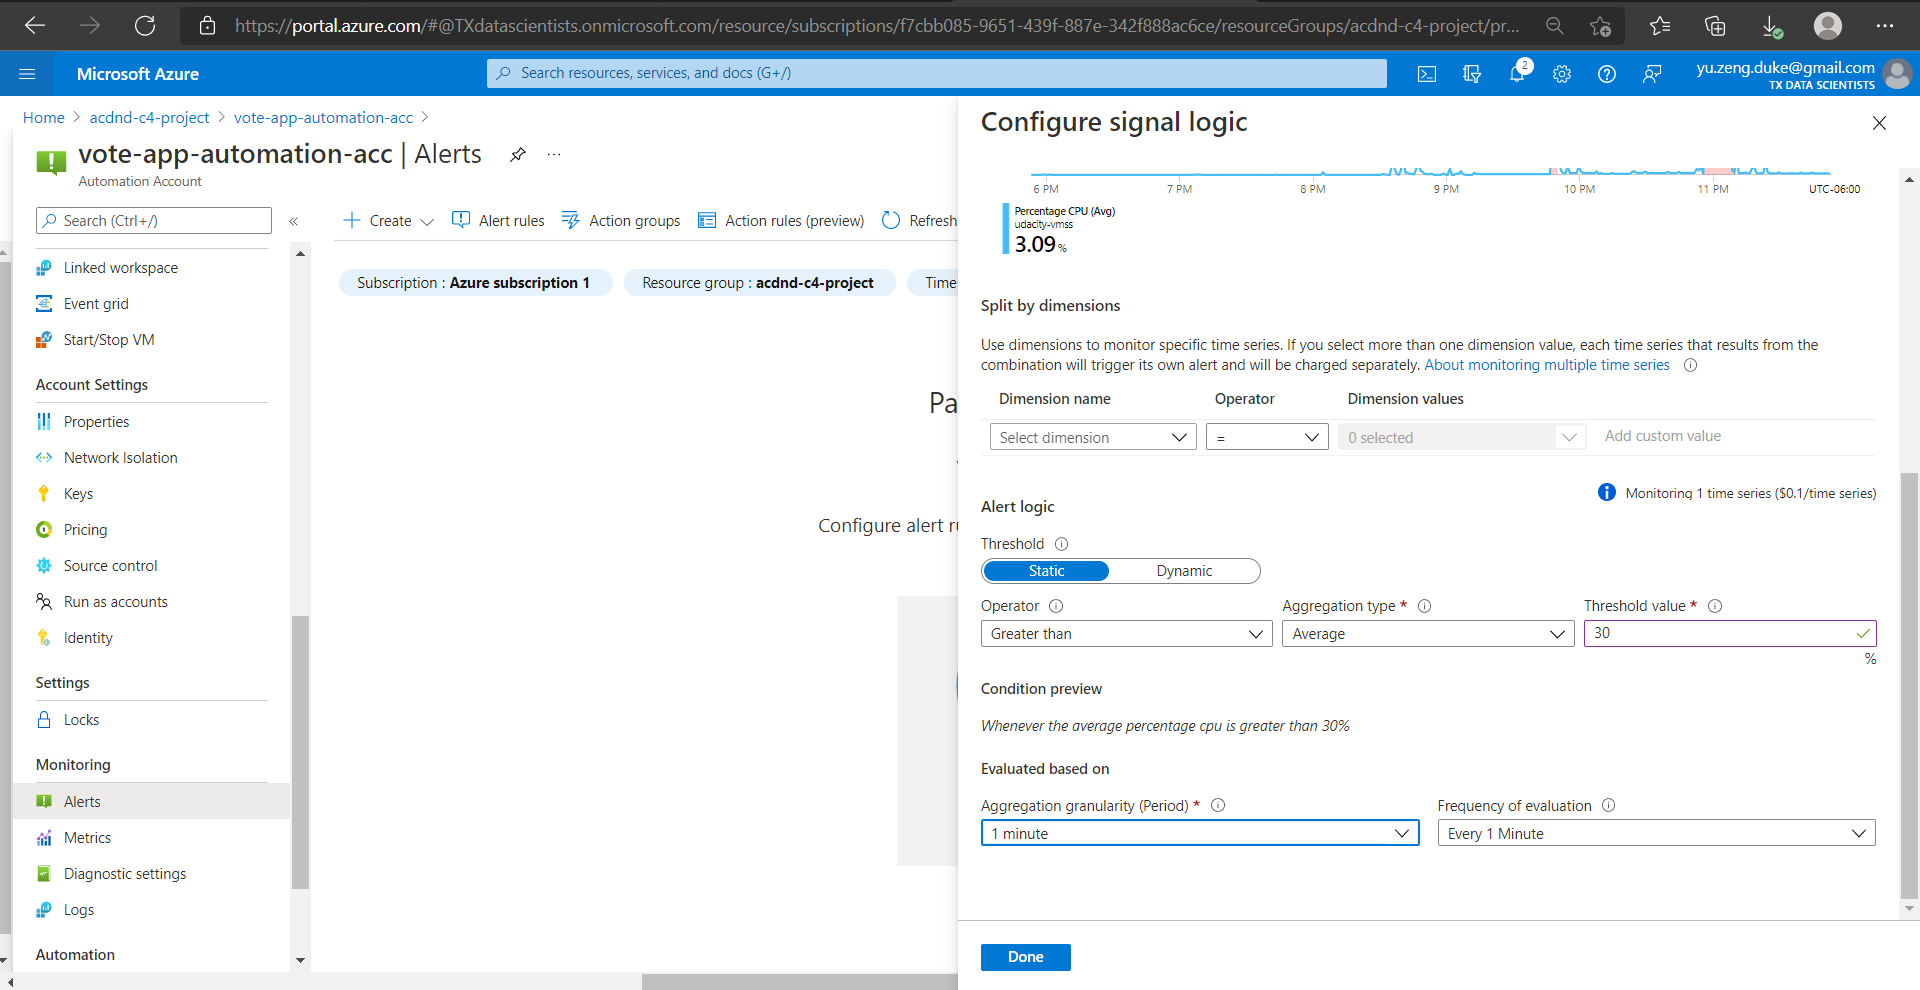 https://portal.azure.com/#@TXdatascientists.onmicrosoft.com/resource/subscriptions/f7cbb085-9651-439f-887e-342f888ac6ce/resourceGroups/acdnd-c4-project/pr...
Microsoft Azure
Search resources, services, and docs (G+/)
2
yu.zeng.duke@gmail.com
TX DATA SCIENTISTS
Home > acdnd-c4-project > vote-app-automation-acc >
vote-app-automation-acc | Alerts
Automation Account
Search (Ctrl+/)
Linked workspace
Event grid
Start/Stop VM
Account Settings
Properties
Network Isolation
Keys
Pricing
Source control
Run as accounts
Identity
Settings
Locks
Monitoring
Alerts
Metrics
Diagnostic settings
Logs
Automation
Create
Alert rules
Action groups
Action rules (preview)
Refresh
Subscription : Azure subscription 1
Resource group : acdnd-c4-project
Time
Pa
Configure alert ru
Configure signal logic
6 PM 7 PM 8 PM 9 PM 10 PM 11 PM UTC-06:00
Percentage CPU (Avg)
udacity-vmss
3.09 %
Split by dimensions
Use dimensions to monitor specific time series. If you select more than one dimension value, each time series that results from the
combination will trigger its own alert and will be charged separately. About monitoring multiple time series
Dimension name Operator Dimension values
Select dimension = 0 selected Add custom value
Monitoring 1 time series ($0.1/time series)
Alert logic
Threshold
Static Dynamic
Operator Aggregation type * Threshold value *
Greater than Average 30
%
Condition preview
Whenever the average percentage cpu is greater than 30%
Evaluated based on
Aggregation granularity (Period) * Frequency of evaluation
1 minute Every 1 Minute
Done